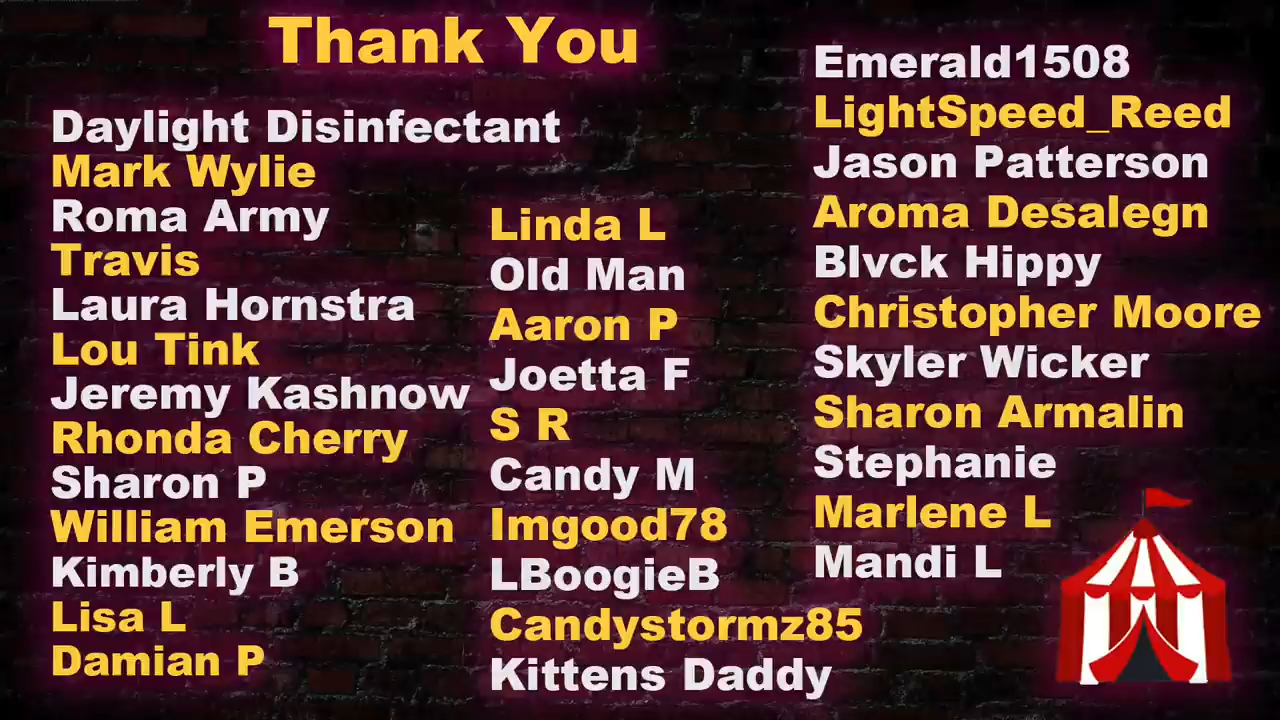 Thank You
Daylight Disinfectant
Mark Wylie
Roma Army
Travis
Laura Hornstra
Lou Tink
Jeremy Kashnow
Rhonda Cherry
Sharon P
William Emerson
Kimberly B
Lisa L
Damian P
Linda L
Old Man
Aaron P
Joetta F
S R
Candy M
Imgood78
LBoogieB
Candystormz85
Kittens Daddy
Emerald1508
LightSpeed_Reed
Jason Patterson
Aroma Desalegn
Blvck Hippy
Christopher Moore
Skyler Wicker
Sharon Armalin
Stephanie
Marlene L
Mandi L